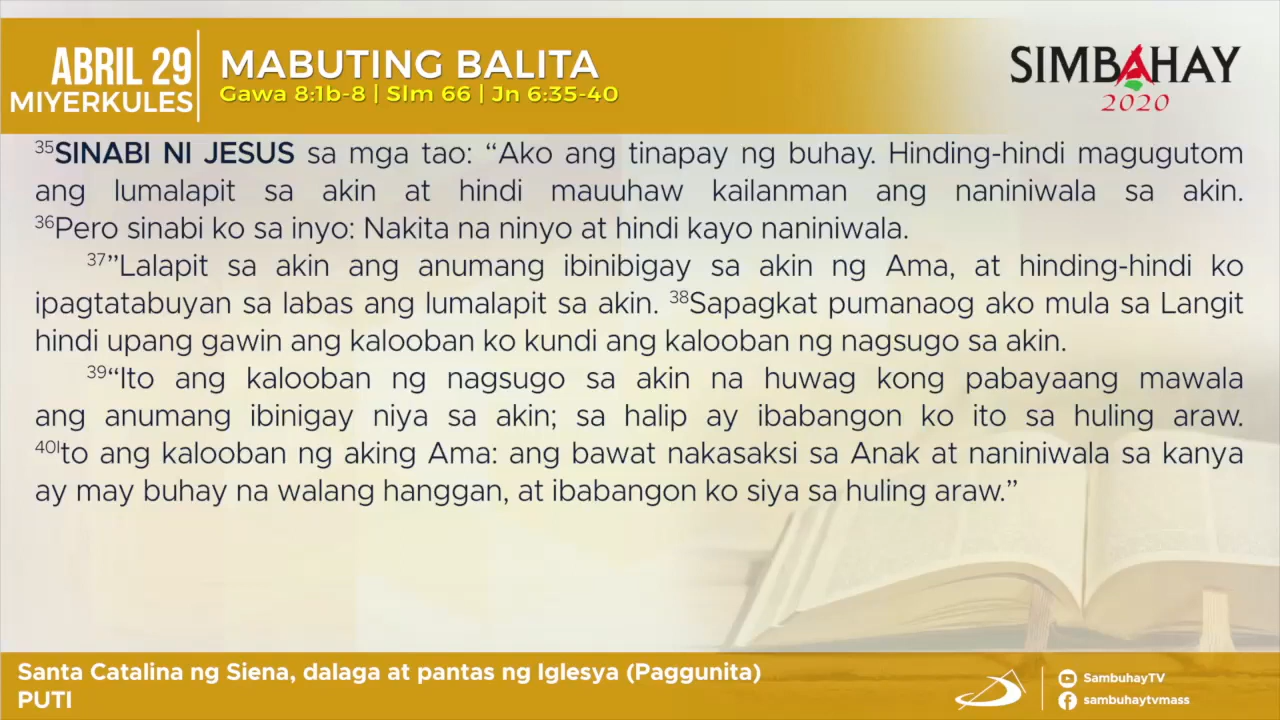 ABRIL 29
MIYERKULES
MABUTING BALITA
Gawa 8:1b-8 | Slm 66 | Jn 6:35-40
SIMBAHAY
2020
35SINABI NI JESUS sa mga tao: “Ako ang tinapay ng buhay. Hinding-hindi magugutom
ang lumalapit sa akin at hindi mauuhaw kailanman ang naniniwala sa akin.
36Pero sinabi ko sa inyo: Nakita na ninyo at hindi kayo naniniwala.
37”Lalapit sa akin ang anumang ibinibigay sa akin ng Ama, at hinding-hindi ko
ipagtatabuyan sa labas ang lumalapit sa akin. 38Sapagkat pumanaog ako mula sa Langit
hindi upang gawin ang kalooban ko kundi ang kalooban ng nagsugo sa akin.
39“Ito ang kalooban ng nagsugo sa akin na huwag kong pabayaang mawala
ang anumang ibinigay niya sa akin; sa halip ay ibabangon ko ito sa huling araw.
40Ito ang kalooban ng aking Ama: ang bawat nakasaksi sa Anak at naniniwala sa kanya
ay may buhay na walang hanggan, at ibabangon ko siya sa huling araw.”
Santa Catalina ng Siena, dalaga at pantas ng Iglesya (Paggunita)
PUTI
SambuhayTV
sambuhaytvmass